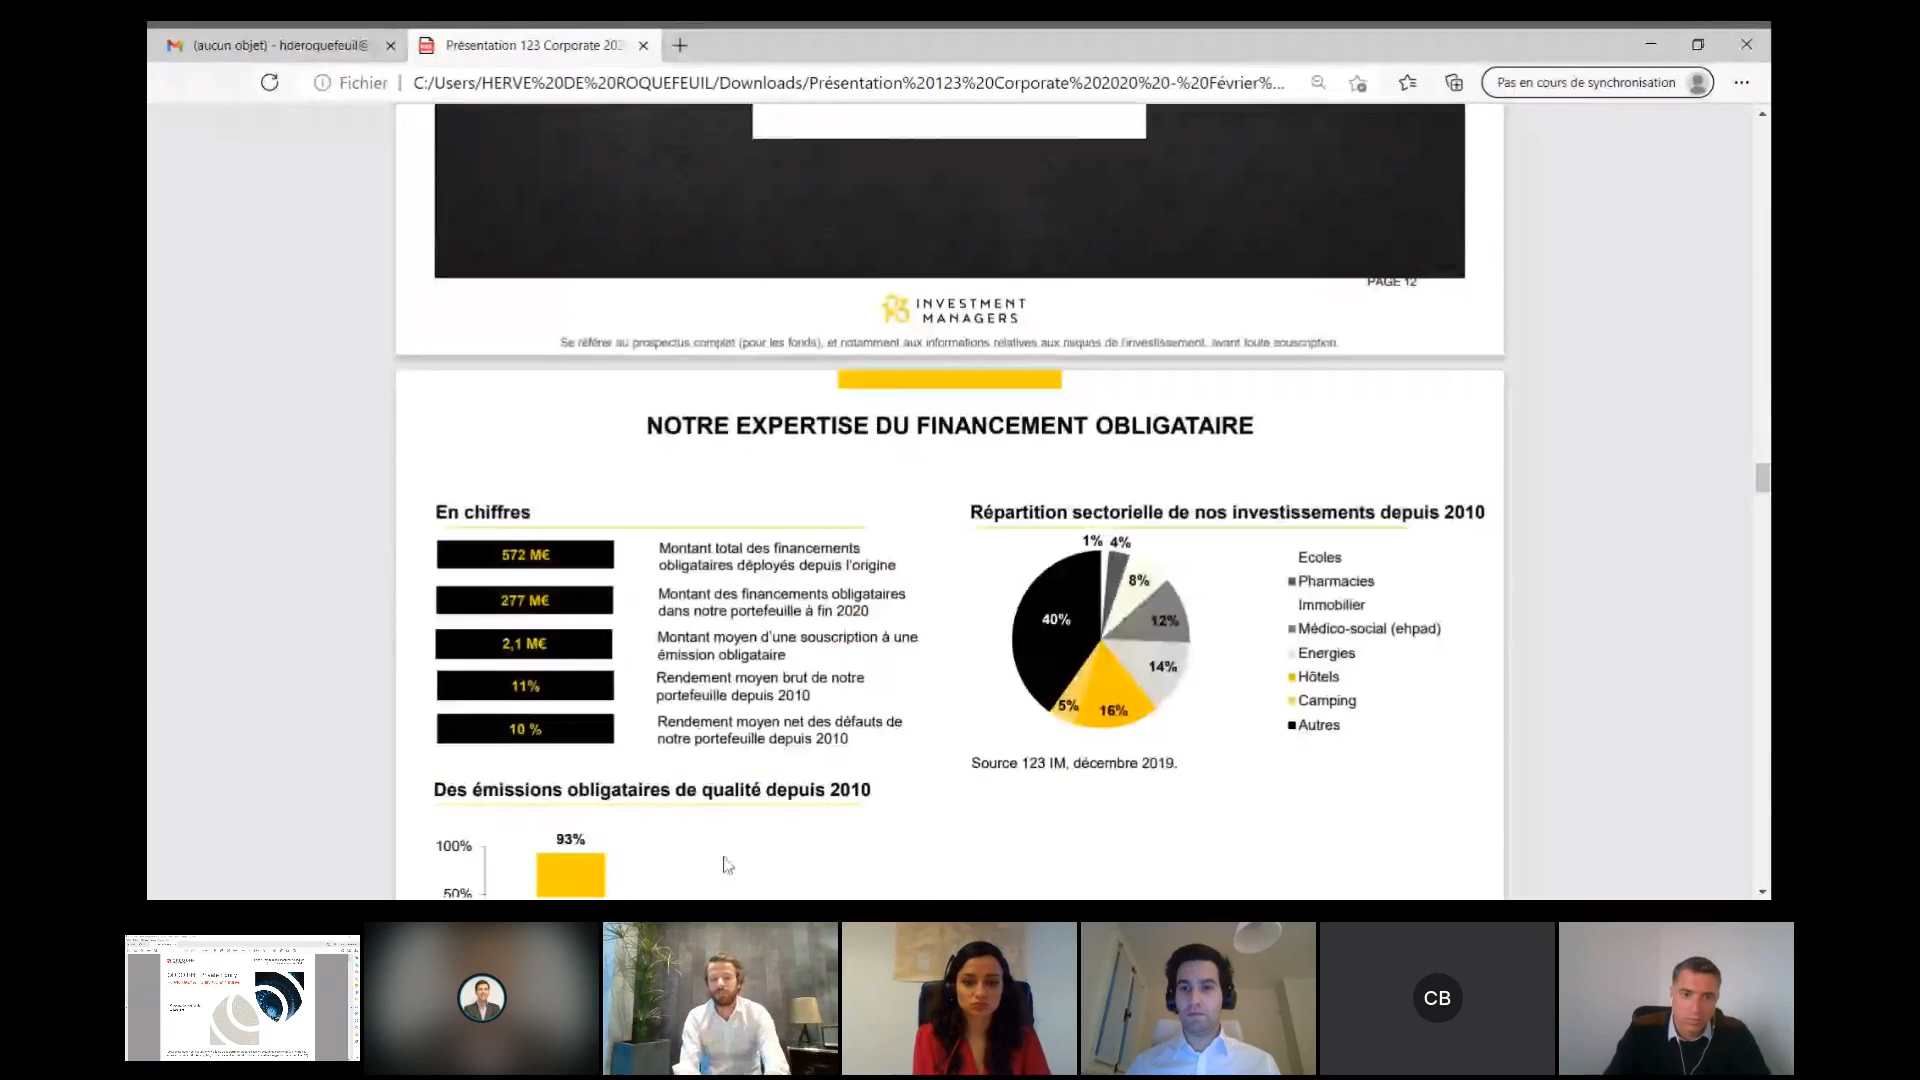 (aucun objet) - hderoquefeuil@
Présentation 123 Corporate 202
Fichier
C:/Users/HERVE%20DE%20ROQUEFEUIL/Downloads/Présentation%20123%20Corporate%202020%20-%20Février%...
Pas en cours de synchronisation
PAGE 12
123 INVESTMENT
MANAGERS
Se référer au prospectus complet (pour les fonds), et notamment aux informations relatives aux risques de l'investissement, avant toute souscription.
NOTRE EXPERTISE DU FINANCEMENT OBLIGATAIRE
En chiffres
572 M€
Montant total des financements
obligataires déployés depuis l'origine
277 M€
Montant des financements obligataires
dans notre portefeuille à fin 2020
2,1 M€
Montant moyen d'une souscription à une
émission obligataire
11%
Rendement moyen brut de notre
portefeuille depuis 2010
10 %
Rendement moyen net des défauts de
notre portefeuille depuis 2010
Répartition sectorielle de nos investissements depuis 2010
1% 4%
8%
12%
14%
16%
5%
40%
Ecoles
Pharmacies
Immobilier
Médico-social (ehpad)
Energies
Hôtels
Camping
Autres
Source 123 IM, décembre 2019.
Des émissions obligataires de qualité depuis 2010
93%
100%
50%
CB